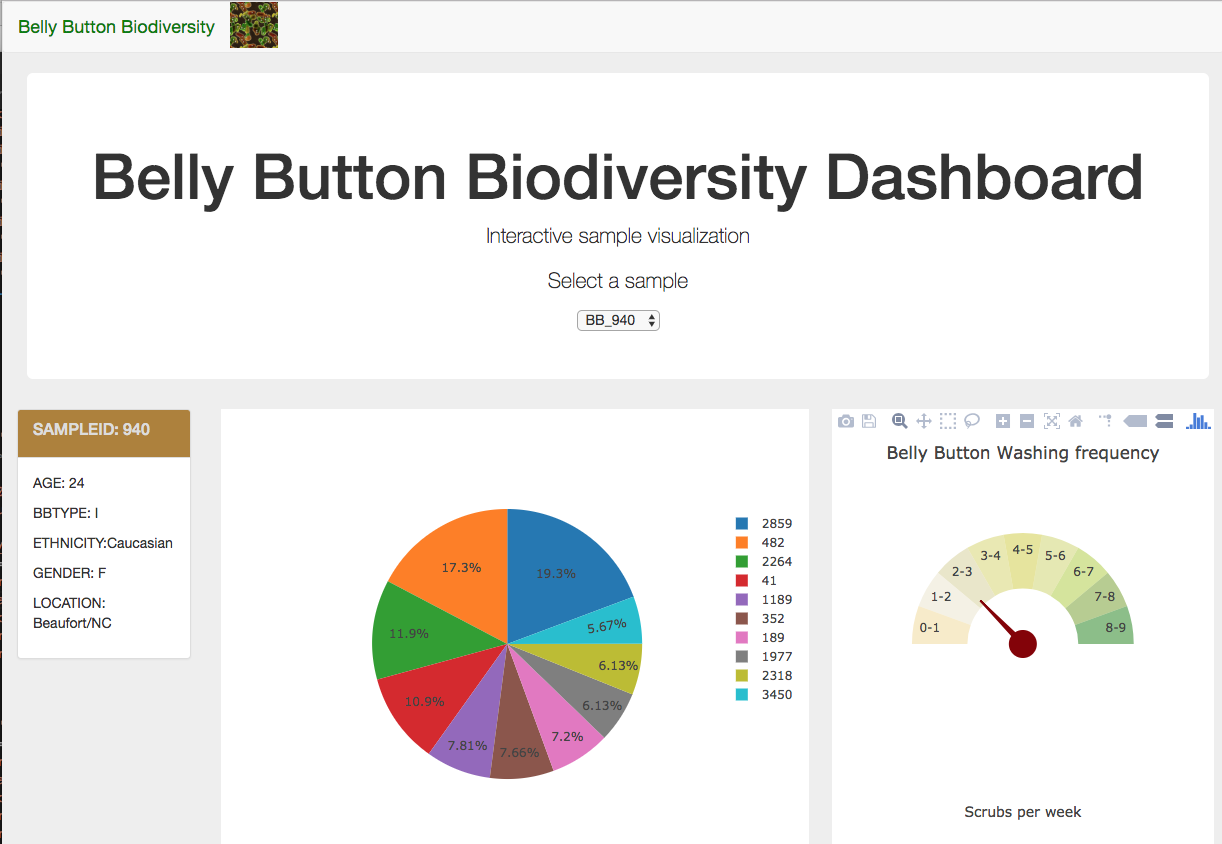 Belly Button Biodiversity
Belly Button Biodiversity Dashboard
Interactive sample visualization
Select a sample
BB_940
SAMPLEID: 940
AGE: 24
BBTYPE: I
ETHNICITY:Caucasian
GENDER: F
LOCATION:
Beaufort/NC
19.3%
17.3%
11.9%
10.9%
7.81%
7.66%
7.2%
6.13%
6.13%
5.67%
2859
482
2264
41
1189
352
189
1977
2318
3450
Belly Button Washing frequency
0-1
1-2
2-3
3-4
4-5
5-6
6-7
7-8
8-9
Scrubs per week